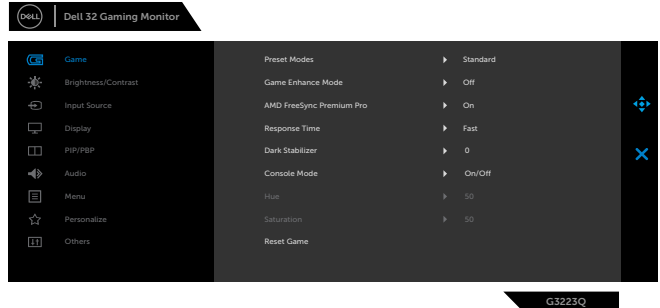 DELL Dell 32 Gaming Monitor
Game Preset Modes Standard
Brightness/Contrast Game Enhance Mode Off
Input Source AMD FreeSync Premium Pro On
Display Response Time Fast
PIP/PBP Dark Stabilizer 0
Audio Console Mode On/Off
Menu Hue 50
Personalize Saturation 50
Others Reset Game
G3223Q